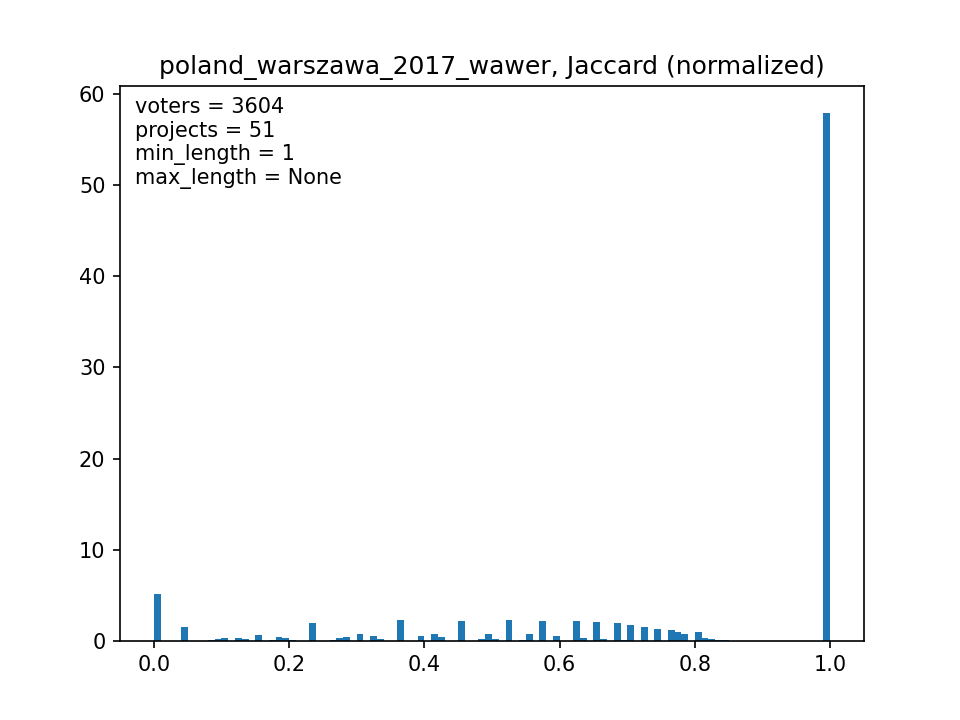 poland_warszawa_2017_wawer, Jaccard (normalized)
60
voters = 3604
projects = 51
min_length = 1
max_length = None
50
40
30
20
10
0
0.0 0.2 0.4 0.6 0.8 1.0